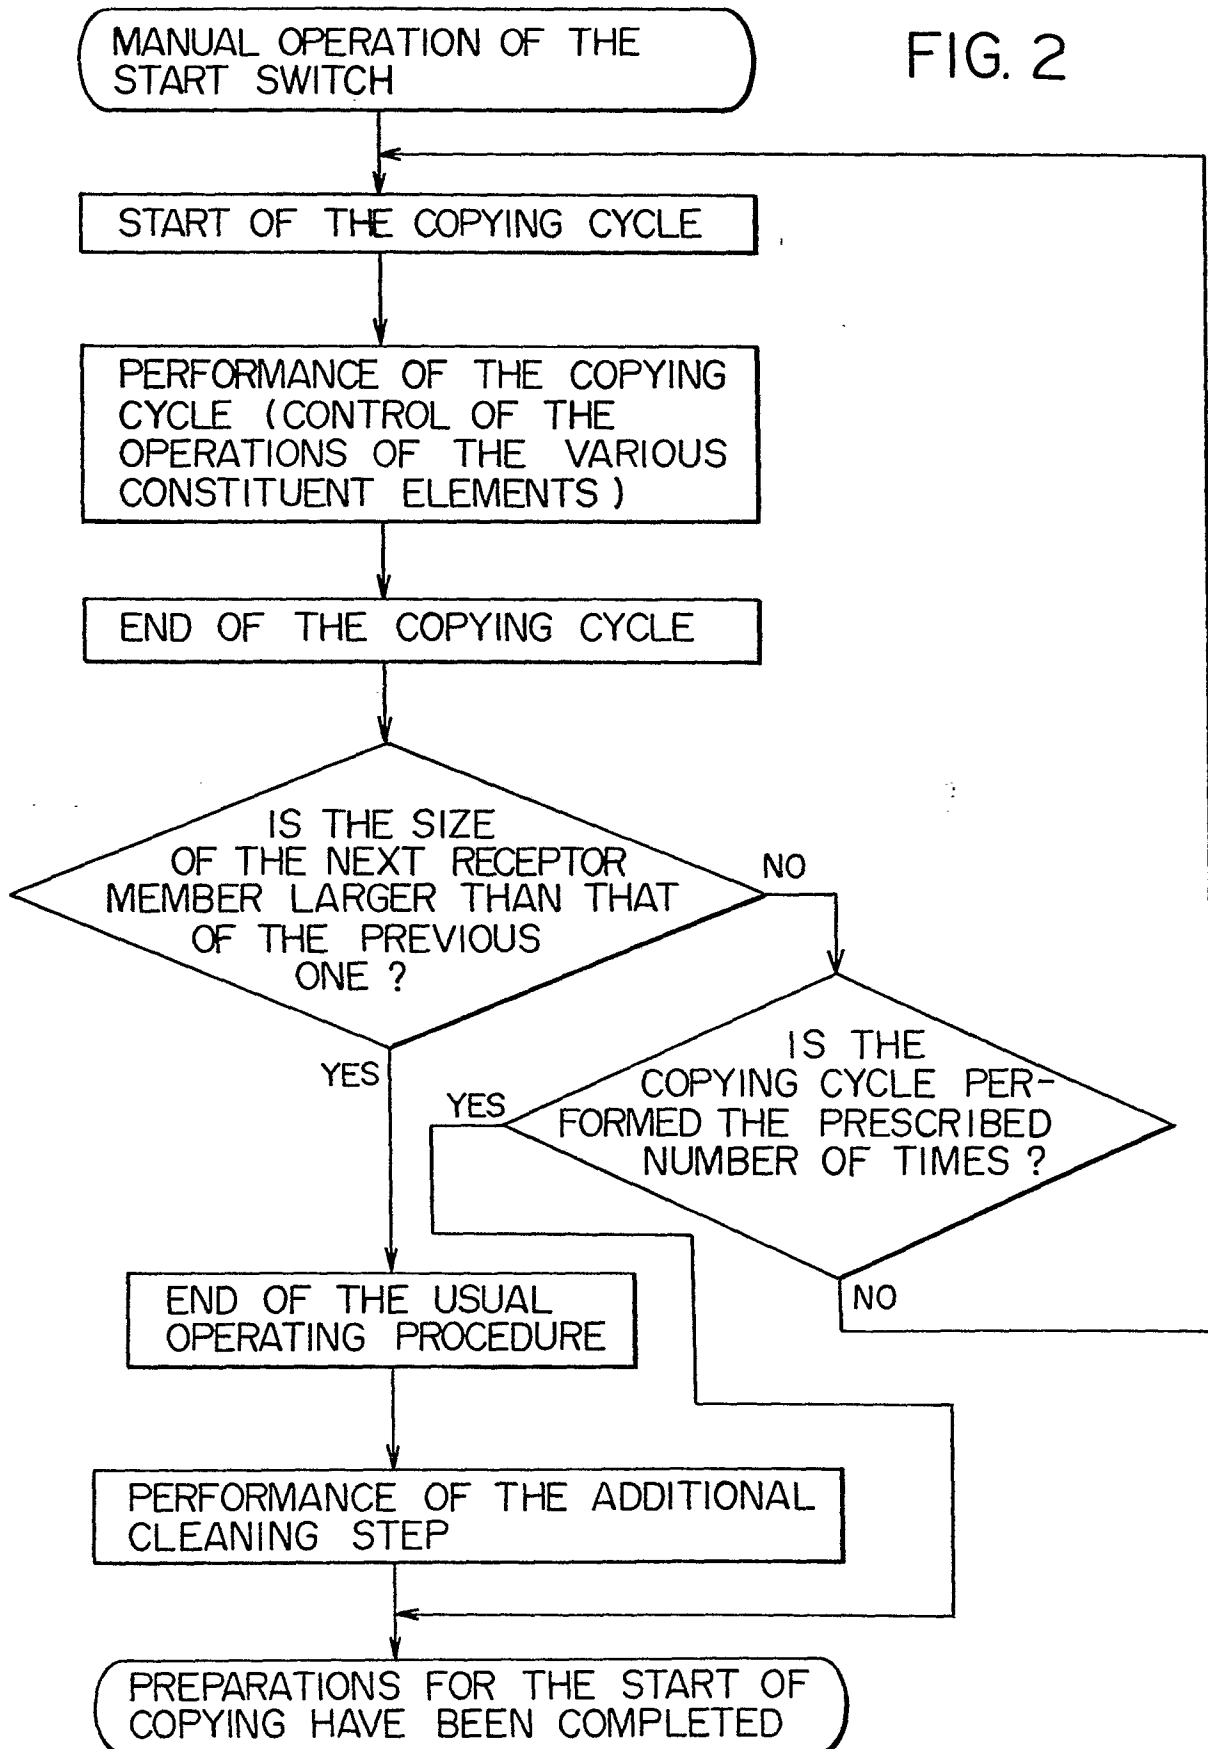 FIG. 2
MANUAL OPERATION OF THE
START SWITCH
START OF THE COPYING CYCLE
PERFORMANCE OF THE COPYING
CYCLE (CONTROL OF THE
OPERATIONS OF THE VARIOUS
CONSTITUENT ELEMENTS)
END OF THE COPYING CYCLE
IS THE SIZE
OF THE NEXT RECEPTOR
MEMBER LARGER THAN THAT
OF THE PREVIOUS
ONE ?
NO
YES
IS THE
COPYING CYCLE PER-
FORMED THE PRESCRIBED
NUMBER OF TIMES ?
YES
NO
END OF THE USUAL
OPERATING PROCEDURE
PERFORMANCE OF THE ADDITIONAL
CLEANING STEP
PREPARATIONS FOR THE START OF
COPYING HAVE BEEN COMPLETED